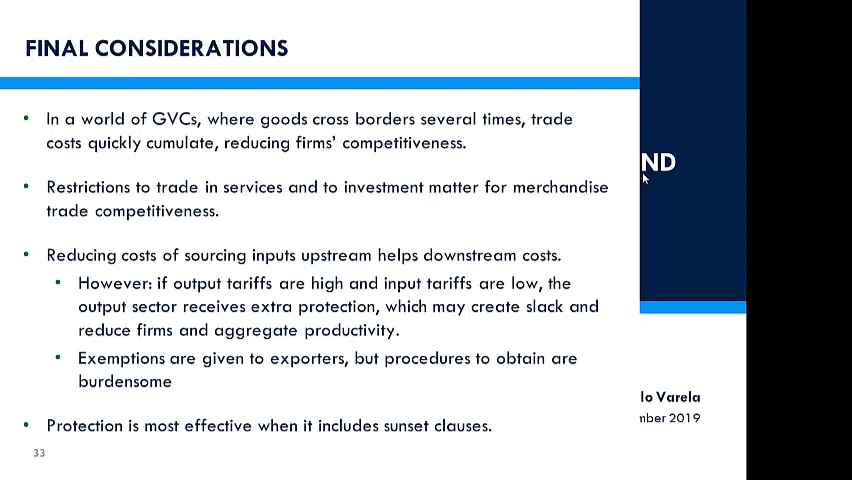 FINAL CONSIDERATIONS
• In a world of GVCs, where goods cross borders several times, trade
costs quickly cumulate, reducing firms’ competitiveness.
• Restrictions to trade in services and to investment matter for merchandise
trade competitiveness.
• Reducing costs of sourcing inputs upstream helps downstream costs.
• However: if output tariffs are high and input tariffs are low, the
output sector receives extra protection, which may create slack and
reduce firms and aggregate productivity.
• Exemptions are given to exporters, but procedures to obtain are
burdensome
• Protection is most effective when it includes sunset clauses.
33
ND
lo Varela
mber 2019